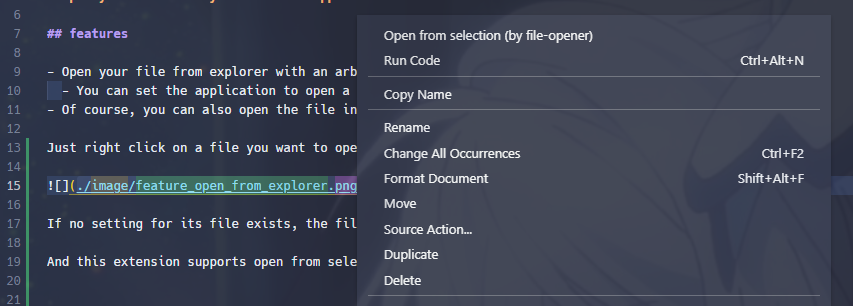 6
7 ## features
8
9 - Open your file from explorer with an arb
10 - You can set the application to open a
11 - Of course, you can also open the file in
12
13 Just right click on a file you want to ope
14
15 ![](./image/feature_open_from_explorer.png
16
17 If no setting for its file exists, the fil
18
19 And this extension supports open from sele
20
21
Open from selection (by file-opener)
Run Code Ctrl+Alt+N
Copy Name
Rename
Change All Occurrences Ctrl+F2
Format Document Shift+Alt+F
Move
Source Action...
Duplicate
Delete